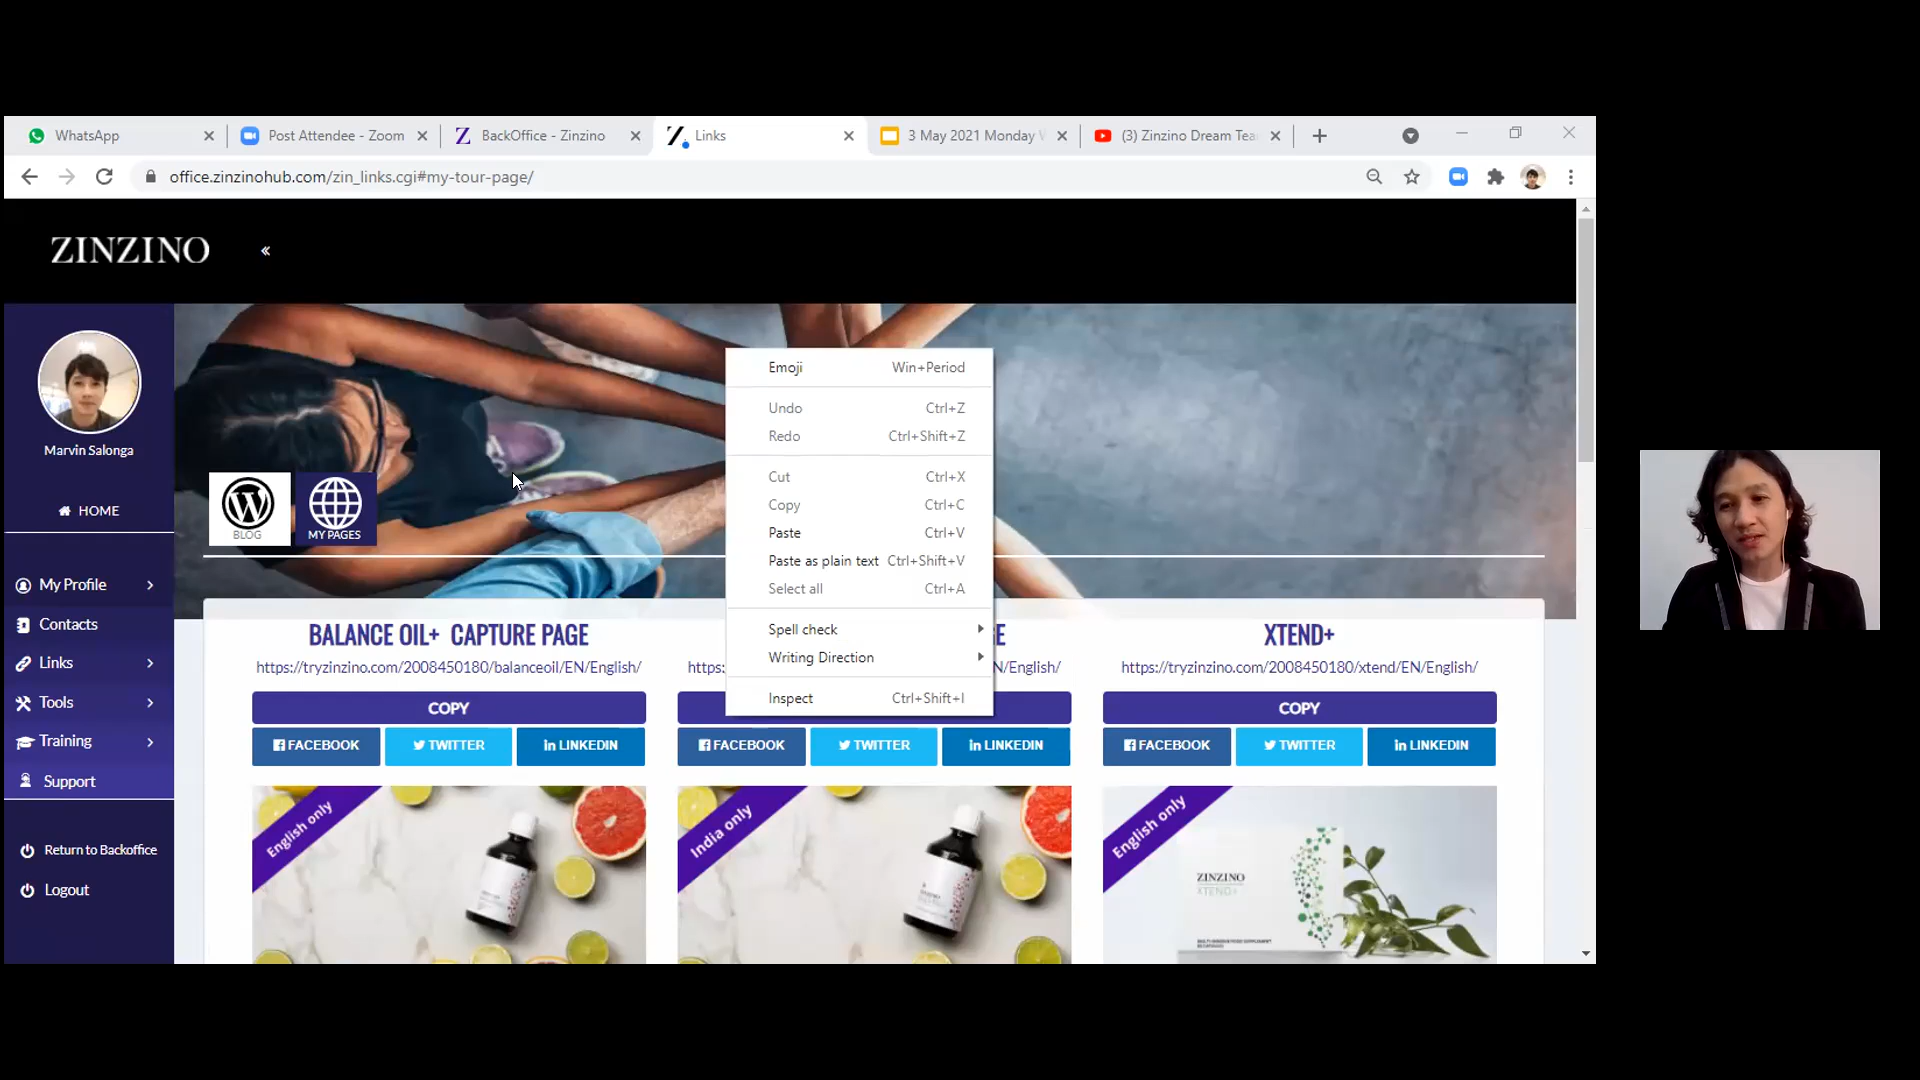 WhatsApp
Post Attendee - Zoom
BackOffice - Zinzino
Links
3 May 2021 Monday
(3) Zinzino Dream Tea
office.zinzinohub.com/zin_links.cgi#my-tour-page/
ZINZINO
«
Marvin Salonga
HOME
My Profile
Contacts
Links
Tools
Training
Support
Return to Backoffice
Logout
BLOG
MY PAGES
Emoji Win+Period
Undo Ctrl+Z
Redo Ctrl+Shift+Z
Cut Ctrl+X
Copy Ctrl+C
Paste Ctrl+V
Paste as plain text Ctrl+Shift+V
Select all Ctrl+A
Spell check
Writing Direction
Inspect Ctrl+Shift+I
BALANCE OIL+ CAPTURE PAGE
https://tryzinzino.com/2008450180/balanceoil/EN/English/
COPY
FACEBOOK TWITTER LINKEDIN
English only
https:
N/English/
FACEBOOK TWITTER LINKEDIN
India only
XTEND+
https://tryzinzino.com/2008450180/xtend/EN/English/
COPY
FACEBOOK TWITTER LINKEDIN
English only
ZINZINO
XTEND+